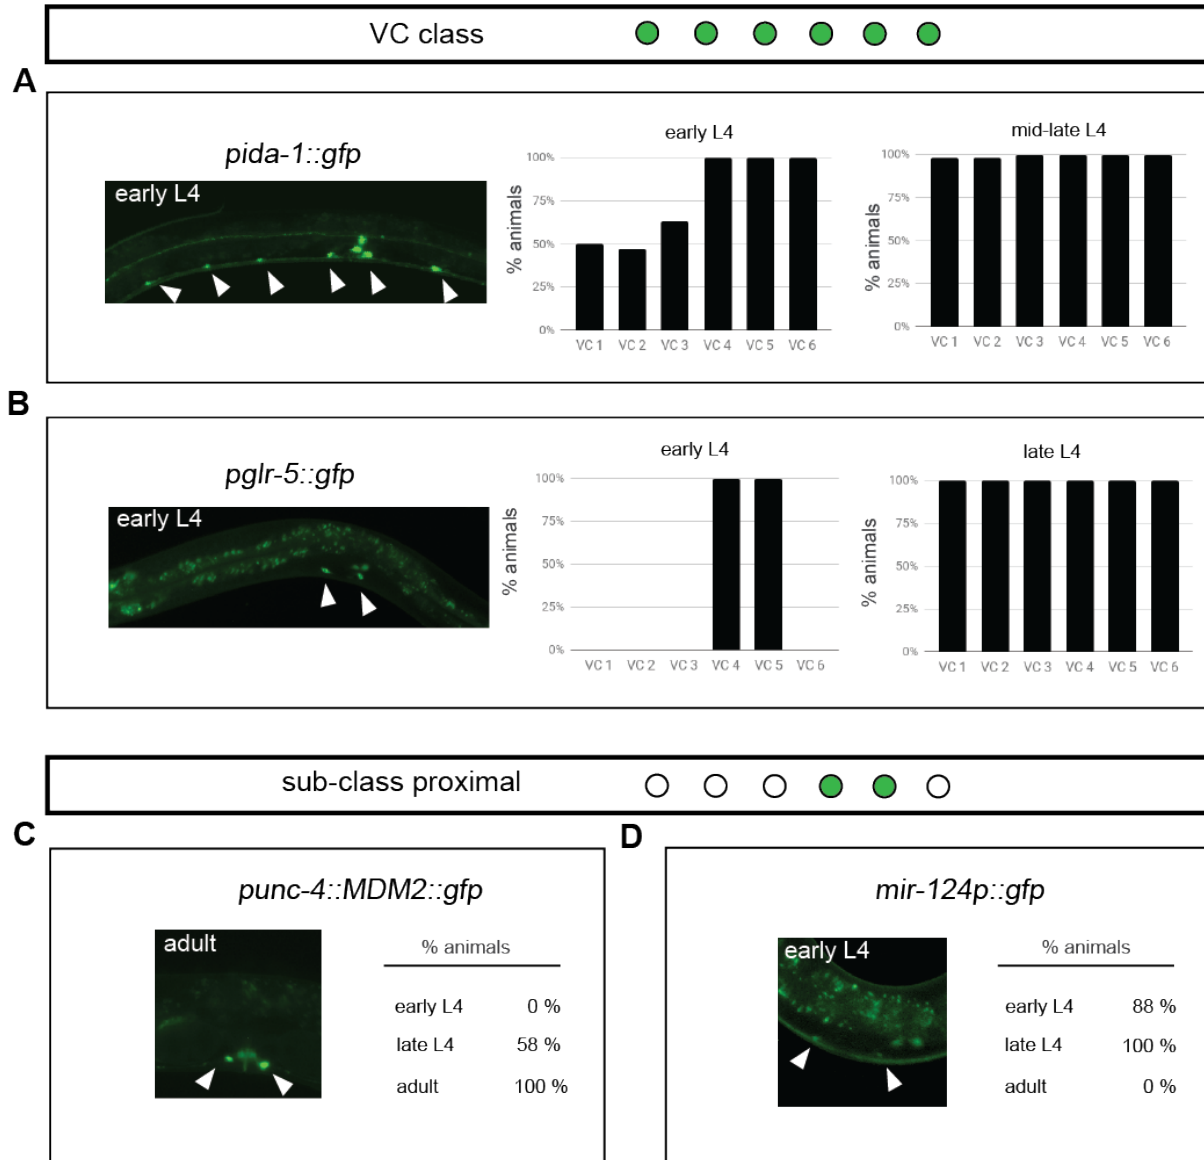 VC class
A
pida-1::gfp
early L4
early L4
% animals
100%
75%
50%
25%
0%
VC 1 VC 2 VC 3 VC 4 VC 5 VC 6
mid-late L4
% animals
100%
75%
50%
25%
0%
VC 1 VC 2 VC 3 VC 4 VC 5 VC 6
B
pglr-5::gfp
early L4
early L4
% animals
100%
75%
50%
25%
0%
VC 1 VC 2 VC 3 VC 4 VC 5 VC 6
late L4
% animals
100%
75%
50%
25%
0%
VC 1 VC 2 VC 3 VC 4 VC 5 VC 6
sub-class proximal
C
punc-4::MDM2::gfp
adult
% animals
early L4 0 %
late L4 58 %
adult 100 %
D
mir-124p::gfp
early L4
% animals
early L4 88 %
late L4 100 %
adult 0 %